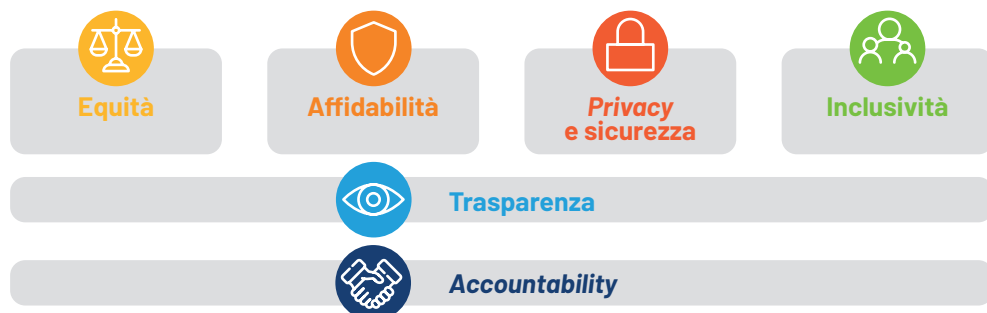 Equità
Affidabilità
Privacy
e sicurezza
Inclusività
Trasparenza
Accountability